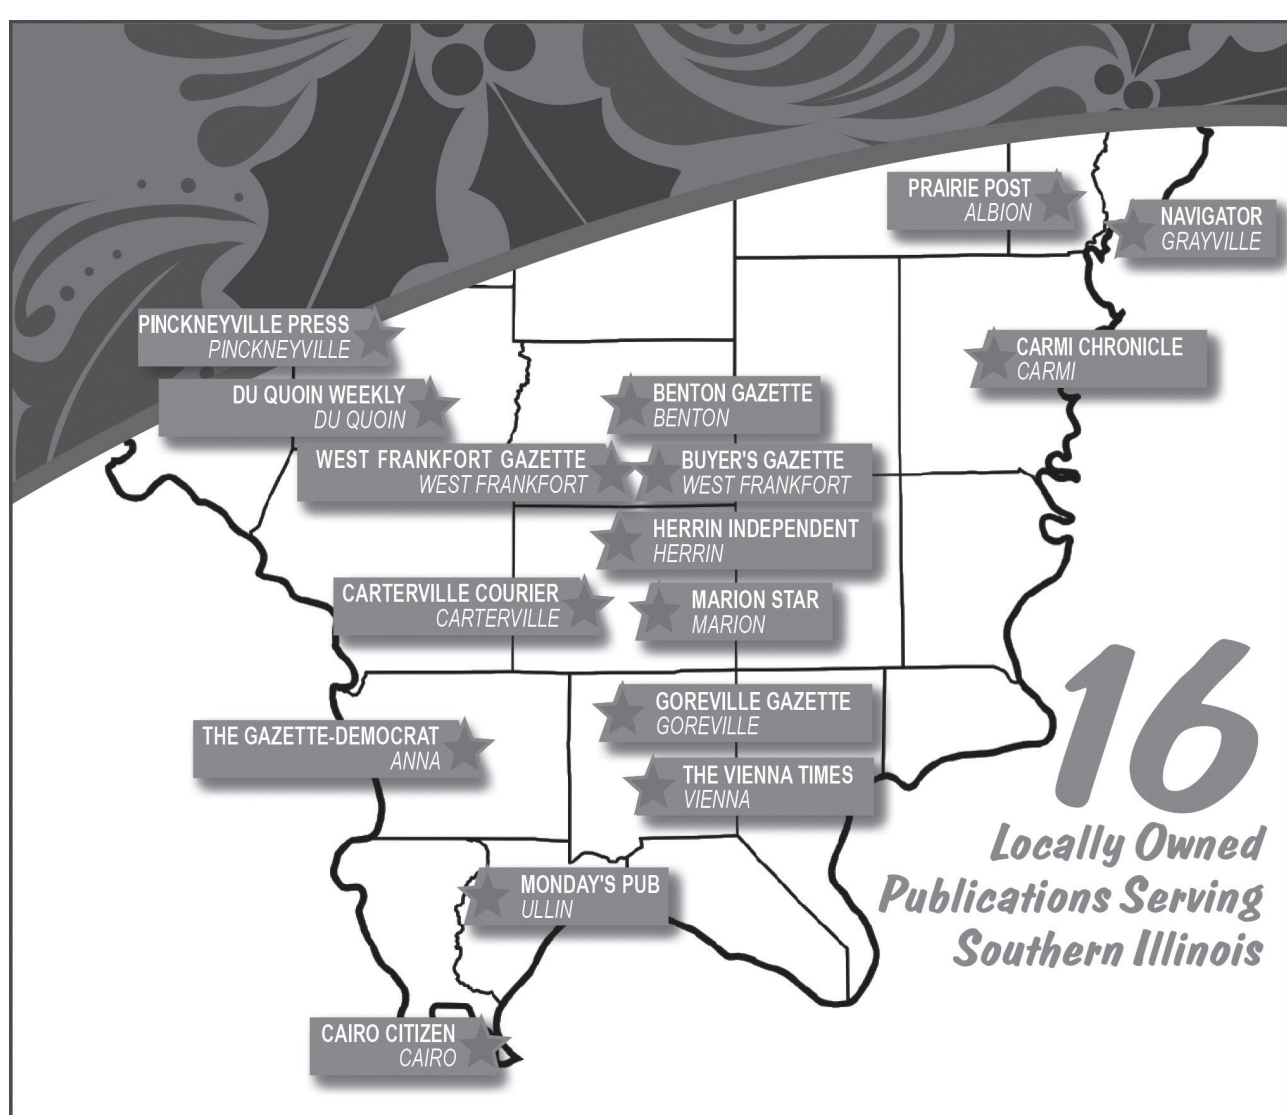 PRAIRIE POST
ALBION
NAVIGATOR
GRAYVILLE
PINCKNEYVILLE PRESS
PINCKNEYVILLE
CARMI CHRONICLE
CARMI
DU QUOIN WEEKLY
DU QUOIN
BENTON GAZETTE
BENTON
WEST FRANKFORT GAZETTE
WEST FRANKFORT
BUYER'S GAZETTE
WEST FRANKFORT
HERRIN INDEPENDENT
HERRIN
CARTERVILLE COURIER
CARTERVILLE
MARION STAR
MARION
GOREVILLE GAZETTE
GOREVILLE
THE GAZETTE-DEMOCRAT
ANNA
THE VIENNA TIMES
VIENNA
MONDAY'S PUB
ULLIN
CAIRO CITIZEN
CAIRO
16
Locally Owned
Publications Serving
Southern Illinois